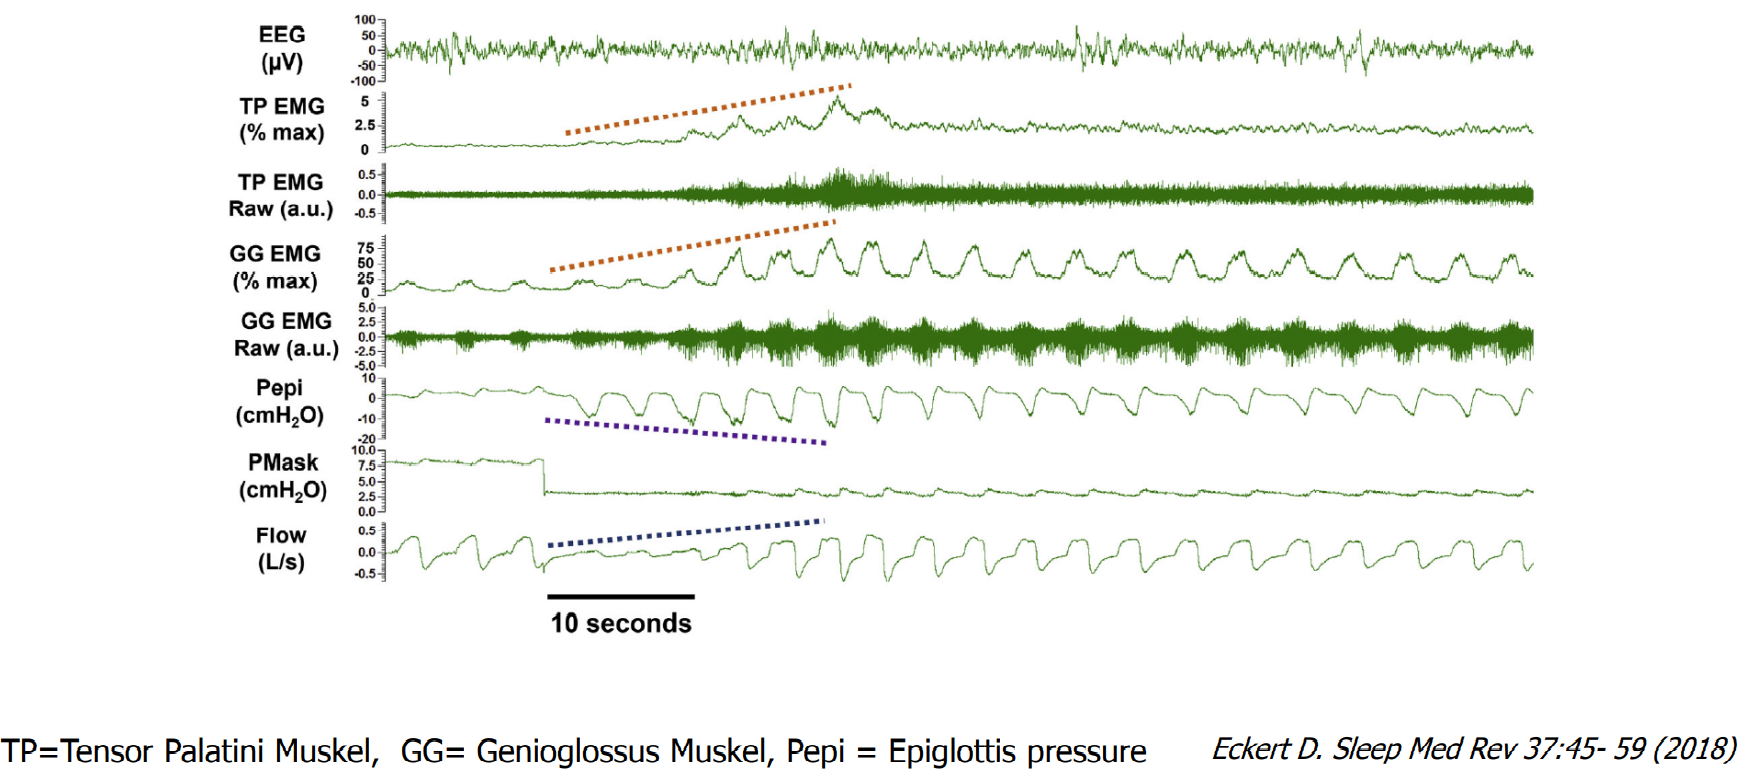 EEG
(µV)
100
50
0
-50
-100
TP EMG
(% max)
5
2.5
0
TP EMG
Raw (a.u.)
0.5
0.0
-0.5
GG EMG
(% max)
75
50
25
0
GG EMG
Raw (a.u.)
5.0
2.5
0.0
-2.5
-5.0
Pepi
(cmH₂O)
10
0
-10
-20
PMask
(cmH₂O)
10.0
7.5
5.0
2.5
0.0
Flow
(L/s)
0.5
0.0
-0.5
10 seconds
TP=Tensor Palatini Muskel, GG= Genioglossus Muskel, Pepi = Epiglottis pressure
Eckert D. Sleep Med Rev 37:45- 59 (2018)